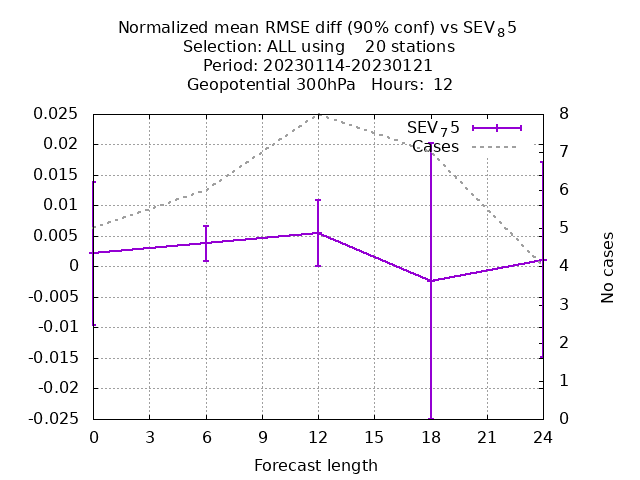 Normalized mean RMSE diff (90% conf) vs SEV₈5
Selection: ALL using    20 stations
Period: 20230114-20230121
Geopotential 300hPa   Hours:  12
SEV₇5
Cases
0.025
0.02
0.015
0.01
0.005
0
-0.005
-0.01
-0.015
-0.02
-0.025
8
7
6
5
4
3
2
1
0
No cases
0 3 6 9 12 15 18 21 24
Forecast length